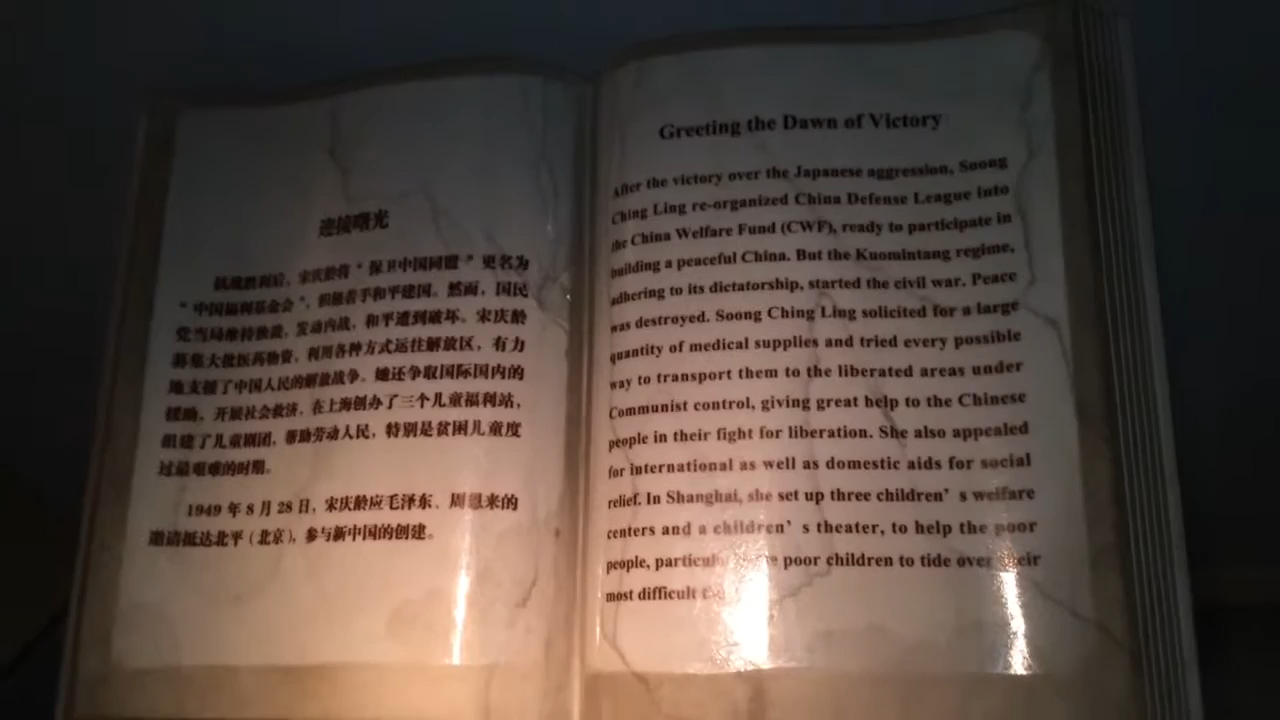 迎接曙光
抗战胜利后，宋庆龄将“保卫中国同盟”更名为
“中国福利基金会”，积极着手和平建国。然而，国民
党当局维持独裁，发动内战，和平遭到破坏。宋庆龄
募集大批医药物资，利用各种方式运往解放区，有力
地支援了中国人民的解放战争。她还争取国际国内的
援助，开展社会救济，在上海创办了三个儿童福利站，
组建了儿童剧团，帮助劳动人民，特别是贫困儿童度
过最艰难的时期。
1949年8月28日，宋庆龄应毛泽东、周恩来的
邀请抵达北平（北京），参与新中国的创建。
Greeting the Dawn of Victory
After the victory over the Japanese aggression, Soong
Ching Ling re-organized China Defense League into
the China Welfare Fund (CWF), ready to participate in
building a peaceful China. But the Kuomintang regime,
adhering to its dictatorship, started the civil war. Peace
was destroyed. Soong Ching Ling solicited for a large
quantity of medical supplies and tried every possible
way to transport them to the liberated areas under
Communist control, giving great help to the Chinese
people in their fight for liberation. She also appealed
for international as well as domestic aids for social
relief. In Shanghai, she set up three children's welfare
centers and a children's theater, to help the poor
people, poor children to tide over their
most difficult